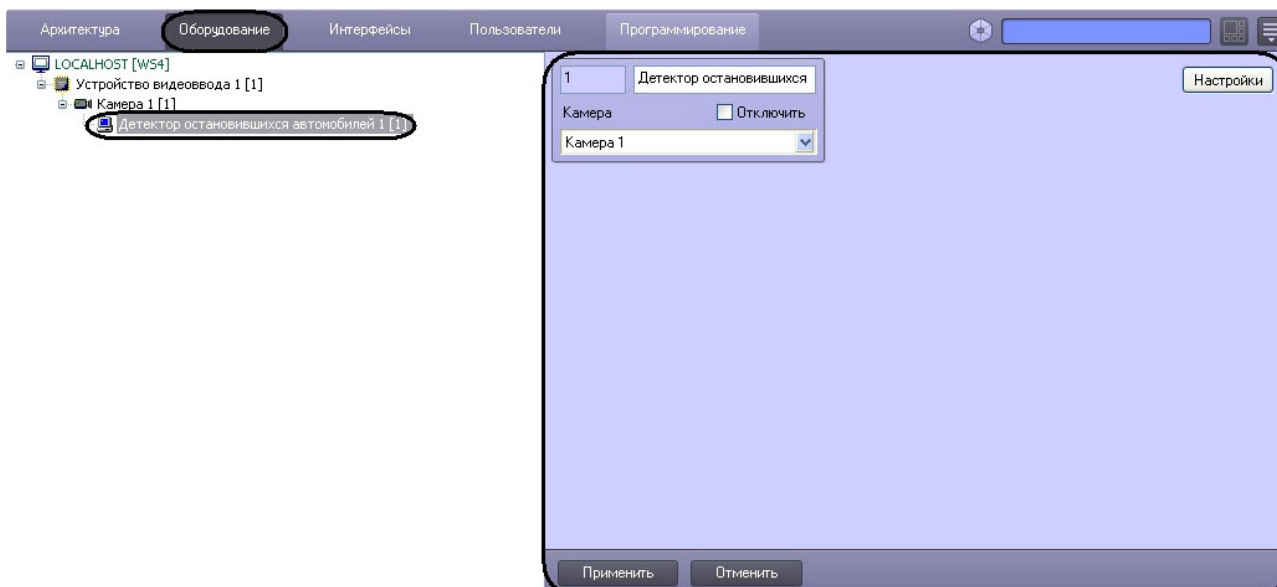 Архитектура Оборудование Интерфейсы Пользователи Программирование
LOCALHOST [WS4]
Устройство видеоввода 1 [1]
Камера 1 [1]
Детектор остановившихся автомобилей 1 [1]
1 Детектор остановившихся
Настройки
Камера Отключить
Камера 1
Применить Отменить